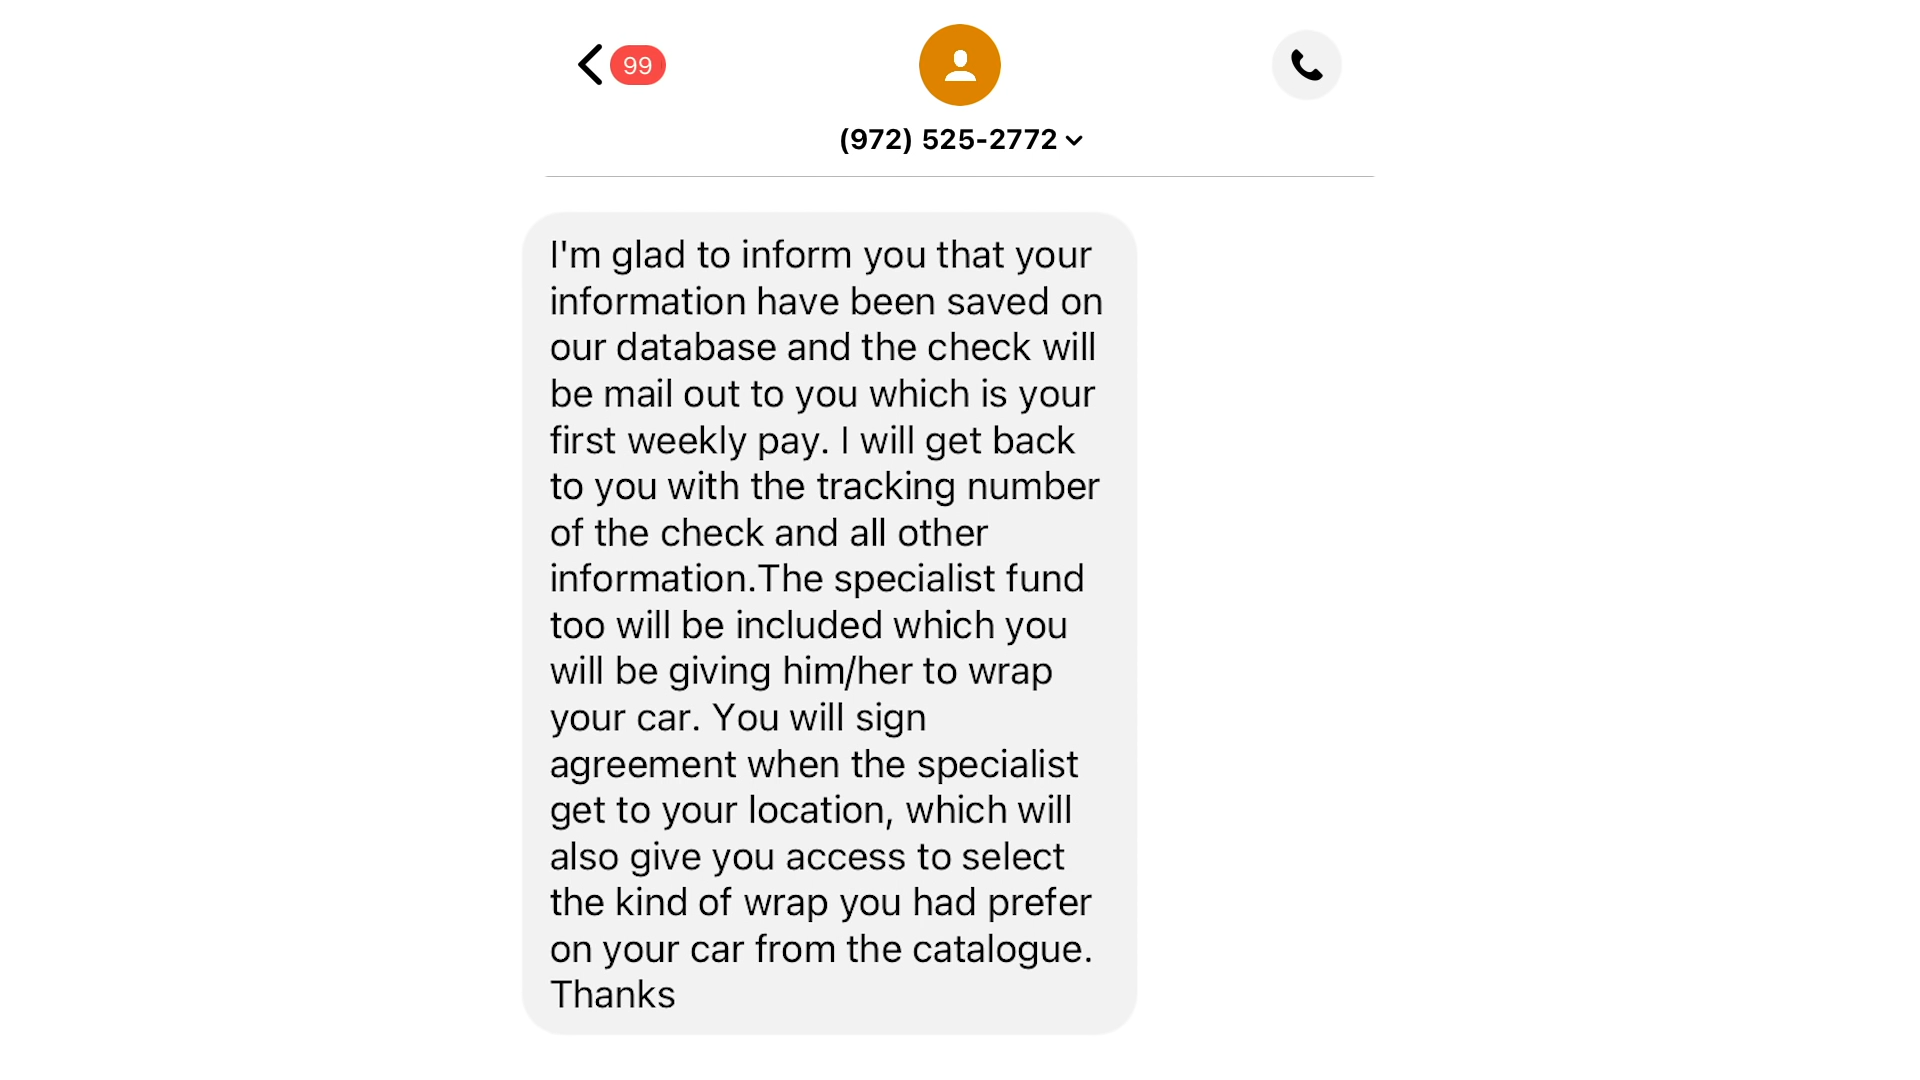 99
(972) 525-2772
I'm glad to inform you that your
information have been saved on
our database and the check will
be mail out to you which is your
first weekly pay. I will get back
to you with the tracking number
of the check and all other
information.The specialist fund
too will be included which you
will be giving him/her to wrap
your car. You will sign
agreement when the specialist
get to your location, which will
also give you access to select
the kind of wrap you had prefer
on your car from the catalogue.
Thanks